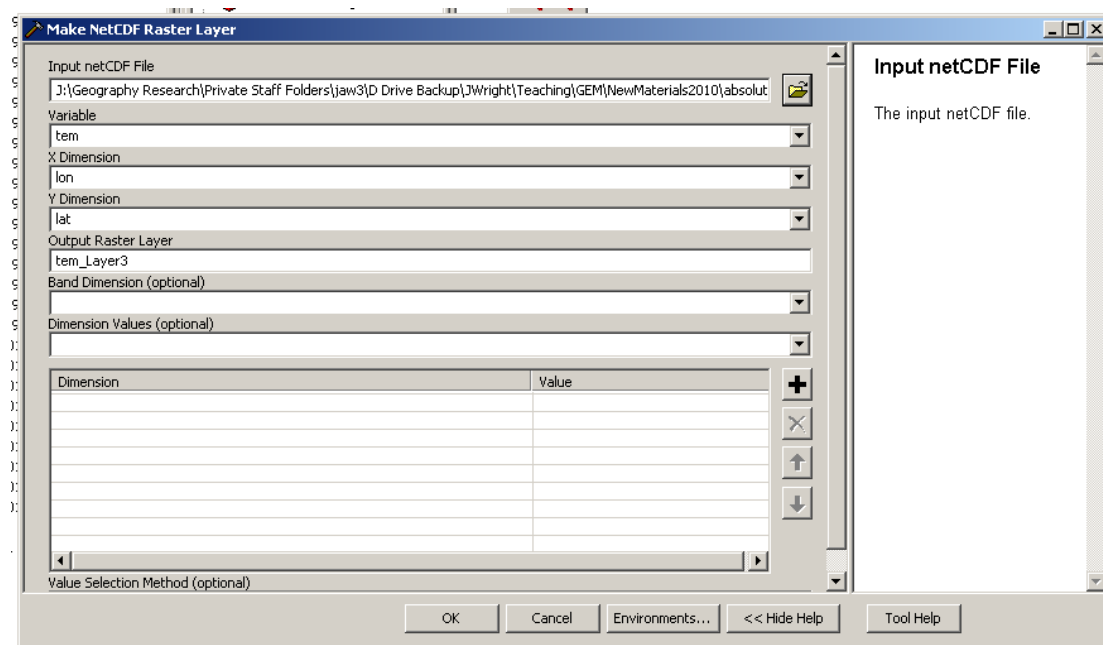 Make NetCDF Raster Layer
Input netCDF File
J:\Geography Research\Private Staff Folders\jaw3\D Drive Backup\JWright\Teaching\GEM\NewMaterials2010\absolut
Variable
tem
X Dimension
lon
Y Dimension
lat
Output Raster Layer
tem_Layer3
Band Dimension (optional)
Dimension Values (optional)
Dimension Value
Value Selection Method (optional)
Input netCDF File
The input netCDF file.
OK Cancel Environments... << Hide Help Tool Help